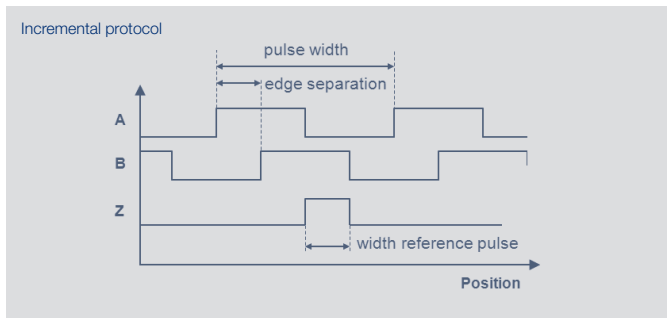 Incremental protocol
pulse width
edge separation
A
B
Z
width reference pulse
Position